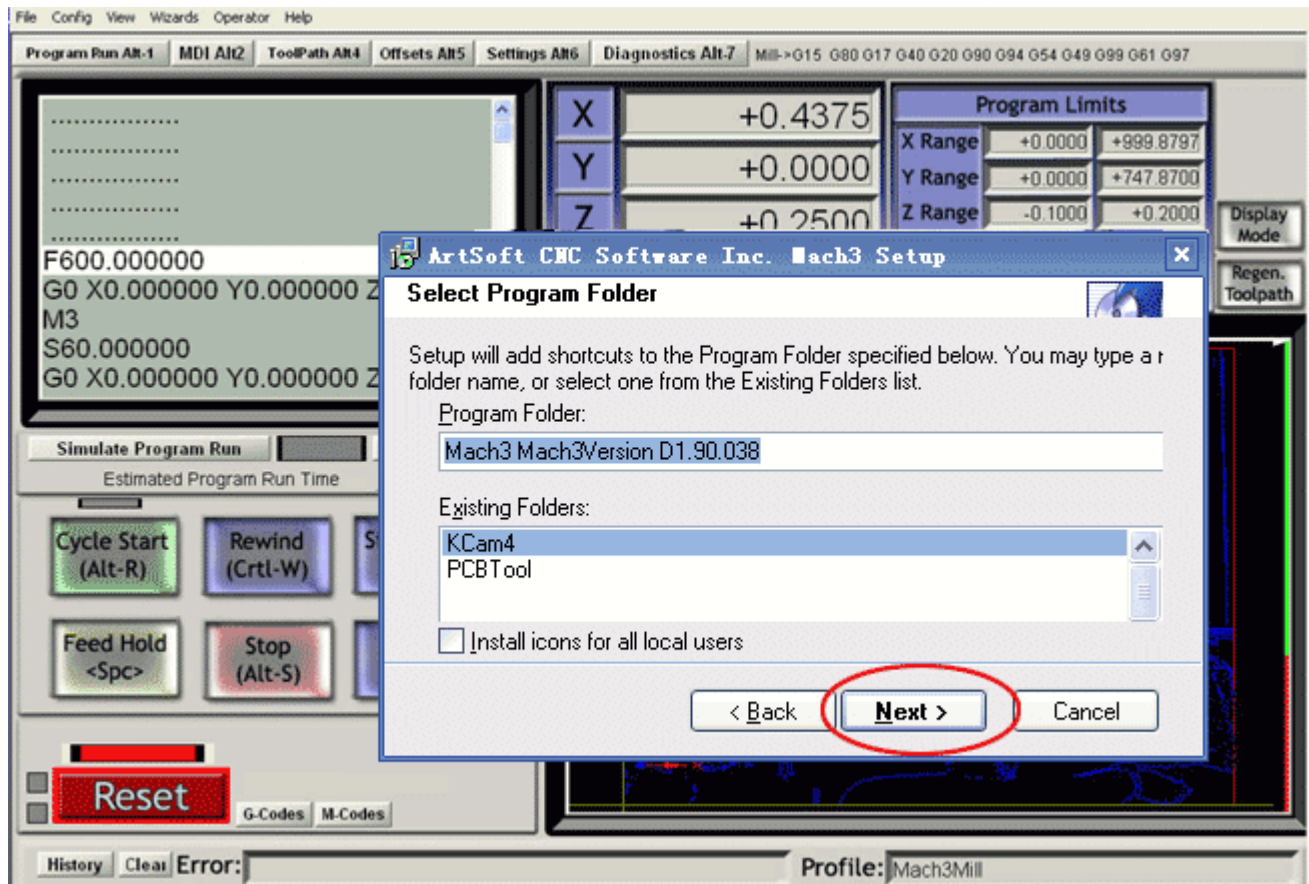 File Config View Wizards Operator Help
Program Run Alt-1 MDI Alt2 ToolPath Alt4 Offsets Alt5 Settings Alt6 Diagnostics Alt-7 Mill->G15 G80 G17 G40 G20 G90 G94 G54 G49 G99 G61 G97
X +0.4375
Y +0.0000
Z +0.2500
Program Limits
X Range +0.0000 +999.8797
Y Range +0.0000 +747.8700
Z Range -0.1000 +0.2000
Display
Mode
Regen.
Toolpath
F600.000000
G0 X0.000000 Y0.000000 Z
M3
S60.000000
G0 X0.000000 Y0.000000 Z
ArtSoft CNC Software Inc. Mach3 Setup
Select Program Folder
Setup will add shortcuts to the Program Folder specified below. You may type a
folder name, or select one from the Existing Folders list.
Program Folder:
Mach3 Mach3Version D1.90.038
Existing Folders:
KCam4
PCBTool
Install icons for all local users
< Back Next > Cancel
Simulate Program Run
Estimated Program Run Time
Cycle Start
(Alt-R)
Rewind
(Crtl-W)
Feed Hold
<Spc>
Stop
(Alt-S)
Reset
G-Codes M-Codes
History Clear Error:
Profile: Mach3Mill